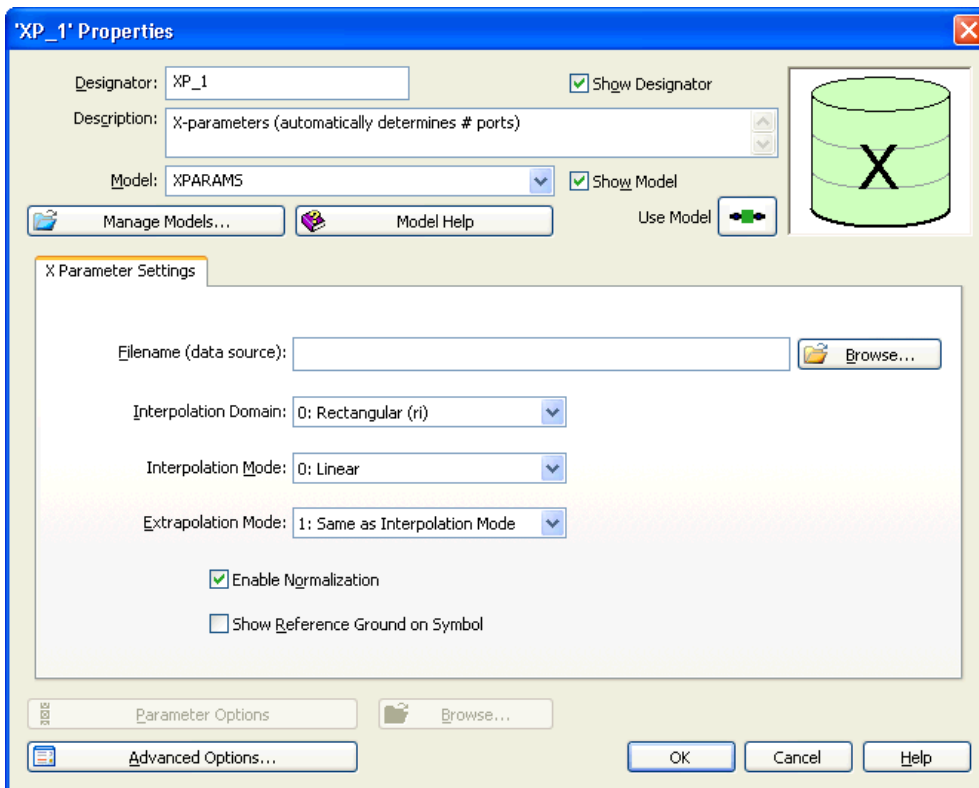 'XP_1' Properties
Designator: XP_1
Show Designator
Description: X-parameters (automatically determines # ports)
Model: XPARAMS
Show Model
X
Manage Models...
Model Help
Use Model
X Parameter Settings
Filename (data source):
Browse...
Interpolation Domain: 0: Rectangular (ri)
Interpolation Mode: 0: Linear
Extrapolation Mode: 1: Same as Interpolation Mode
Enable Normalization
Show Reference Ground on Symbol
Parameter Options
Browse...
Advanced Options...
OK
Cancel
Help